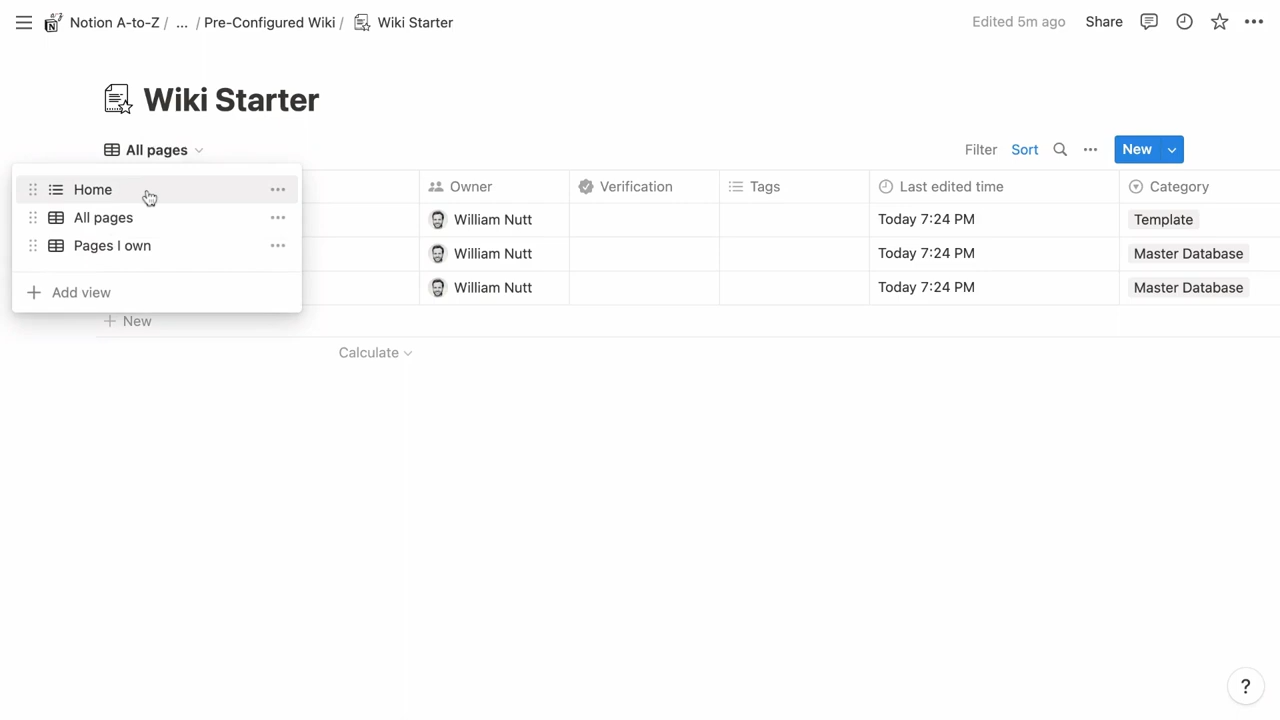 Notion A-to-Z / ... / Pre-Configured Wiki / Wiki Starter
Edited 5m ago Share
Wiki Starter
All pages
Filter Sort New
Home
All pages
Pages I own
Add view
Owner Verification Tags Last edited time Category
William Nutt Today 7:24 PM Template
William Nutt Today 7:24 PM Master Database
William Nutt Today 7:24 PM Master Database
+ New
Calculate
?